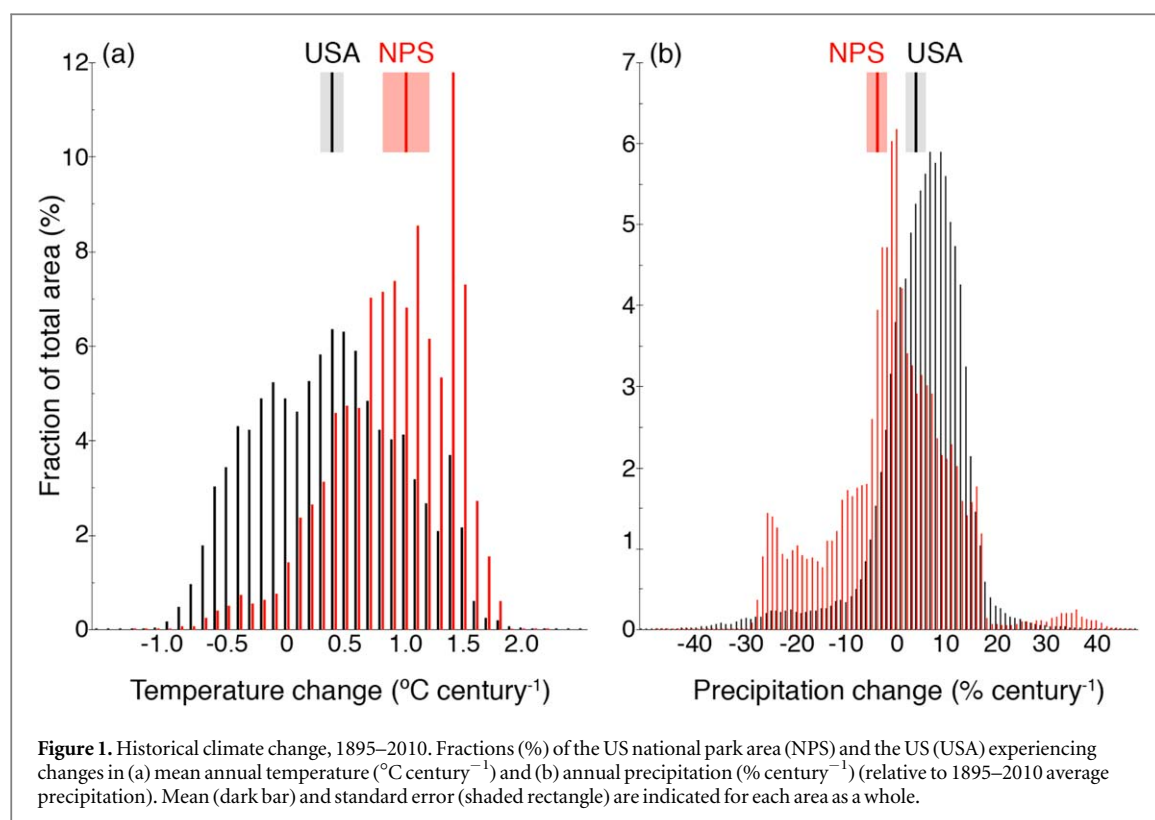 (a)
USA
NPS
12
10
8
6
4
2
0
Fraction of total area (%)
-1.0 -0.5 0 0.5 1.0 1.5 2.0
Temperature change (ºC century⁻¹)
(b)
NPS
USA
7
6
5
4
3
2
1
0
-40 -30 -20 -10 0 10 20 30 40
Precipitation change (% century⁻¹)
Figure 1. Historical climate change, 1895–2010. Fractions (%) of the US national park area (NPS) and the US (USA) experiencing
changes in (a) mean annual temperature (°C century⁻¹) and (b) annual precipitation (% century⁻¹) (relative to 1895–2010 average
precipitation). Mean (dark bar) and standard error (shaded rectangle) are indicated for each area as a whole.